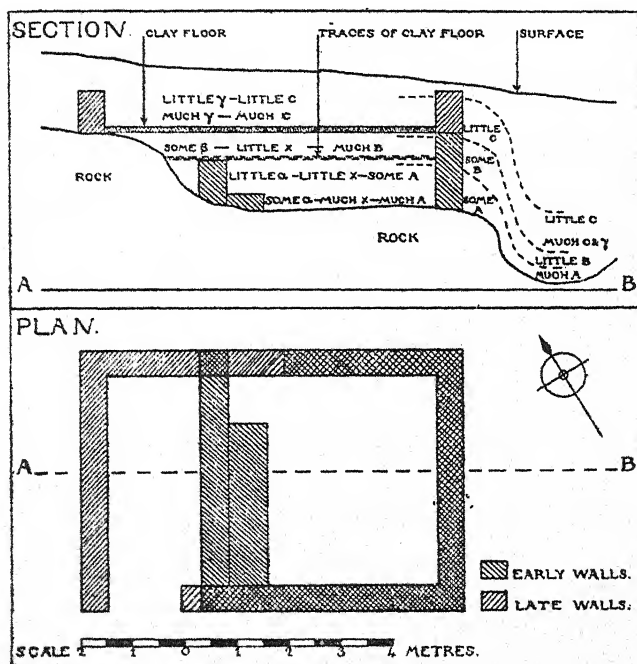 SECTION.
CLAY FLOOR
TRACES OF CLAY FLOOR
SURFACE
LITTLE γ-LITTLE C
MUCH γ — MUCH C
LITTLE C
SOME β — LITTLE X — MUCH B
SOME B
ROCK
LITTLE α-LITTLE X-SOME A
SOME α-MUCH X-MUCH A
SOME A
LITTLE C
ROCK
MUCH C & γ
LITTLE B
MUCH A
A
B
PLAN.
A
B
EARLY WALLS.
LATE WALLS.
SCALE 2 1 0 1 2 3 4 METRES.